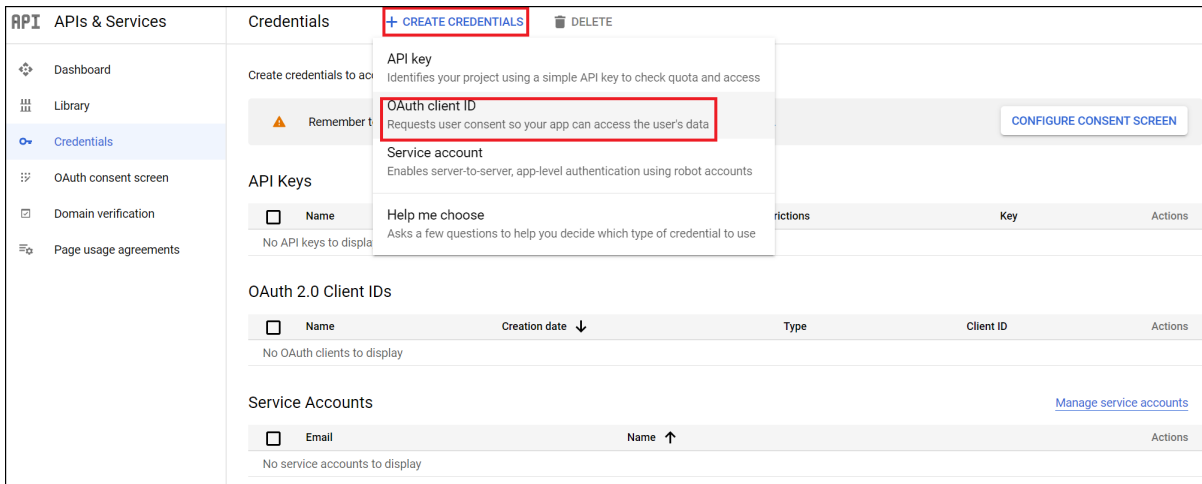 API APIs & Services
Credentials
+ CREATE CREDENTIALS
DELETE
Dashboard
Library
Credentials
OAuth consent screen
Domain verification
Page usage agreements
API key
Identifies your project using a simple API key to check quota and access
OAuth client ID
Requests user consent so your app can access the user's data
Service account
Enables server-to-server, app-level authentication using robot accounts
Help me choose
Asks a few questions to help you decide which type of credential to use
Create credentials to
Remember
CONFIGURE CONSENT SCREEN
API Keys
Name Key Actions
No API keys to
OAuth 2.0 Client IDs
Name Creation date Type Client ID Actions
No OAuth clients to display
Service Accounts
Manage service accounts
Email Name Actions
No service accounts to display